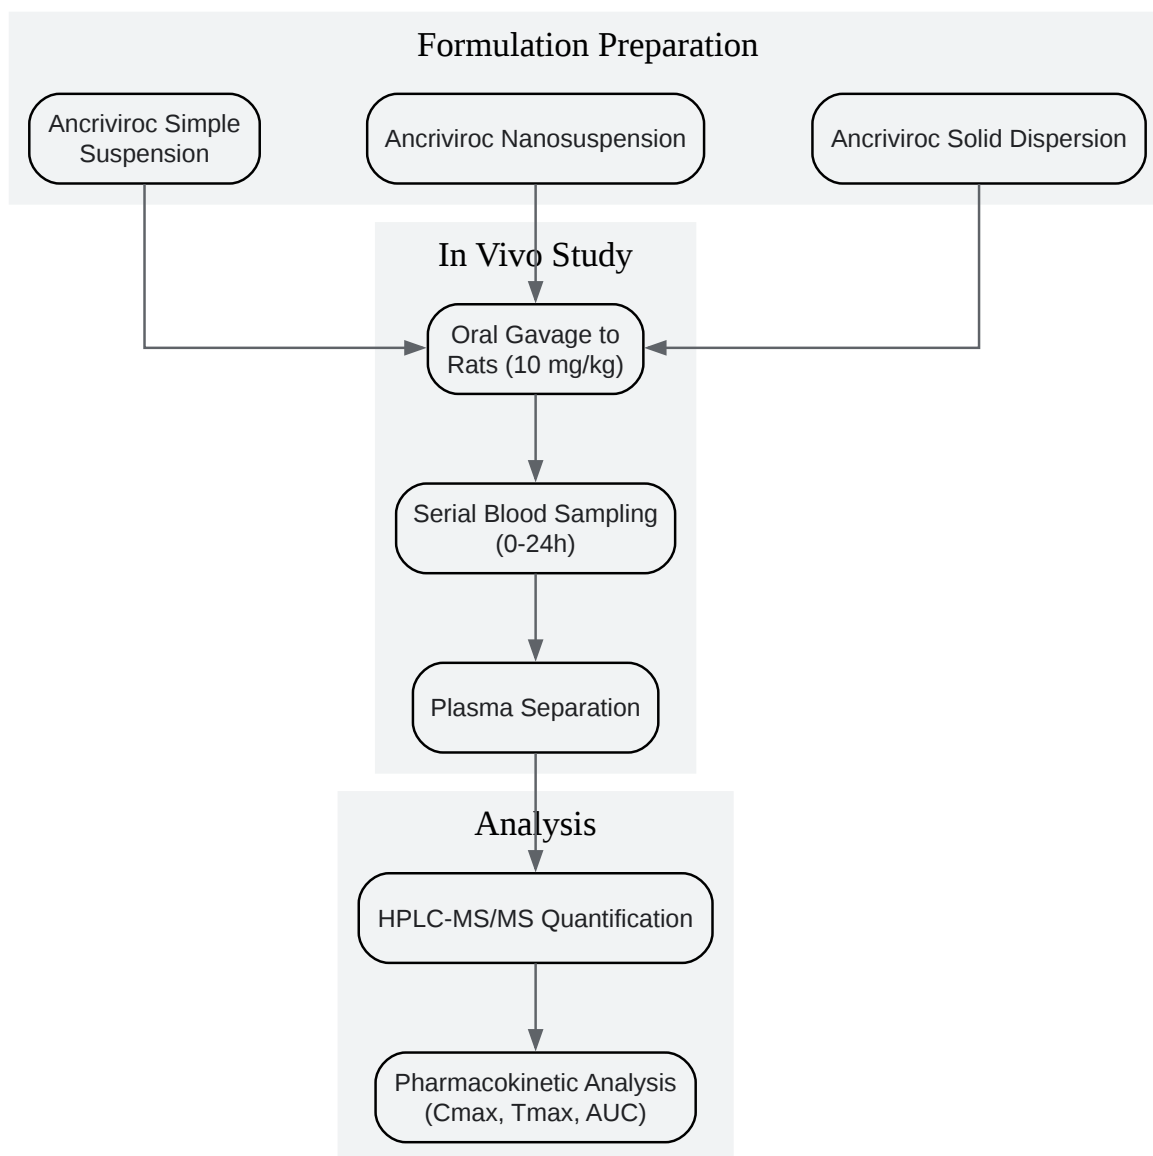 Formulation Preparation
Ancriviroc Simple
Suspension
Ancriviroc Nanosuspension
Ancriviroc Solid Dispersion
In Vivo Study
Oral Gavage to
Rats (10 mg/kg)
Serial Blood Sampling
(0-24h)
Plasma Separation
Analysis
HPLC-MS/MS Quantification
Pharmacokinetic Analysis
(Cmax, Tmax, AUC)